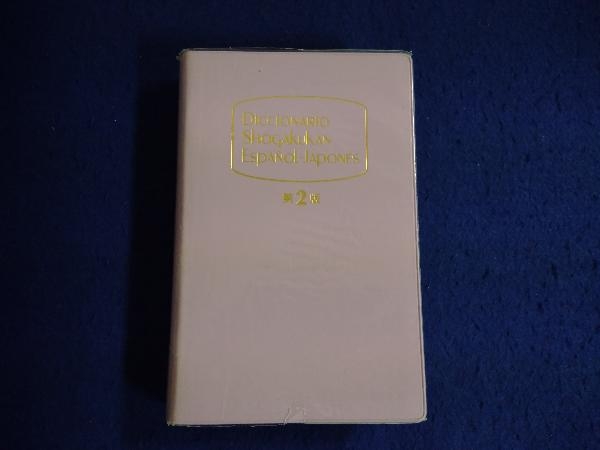 DICCIONARIO
SHOGAKUKAN
ESPAÑOL-JAPONÉS
第2版